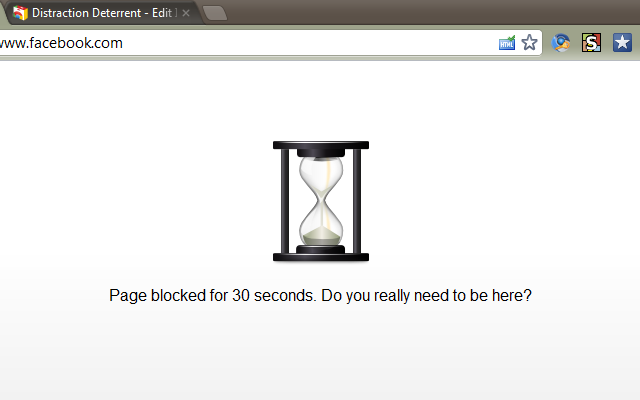 Distraction Deterrent - Edit
www.facebook.com
HTML
S
Page blocked for 30 seconds. Do you really need to be here?